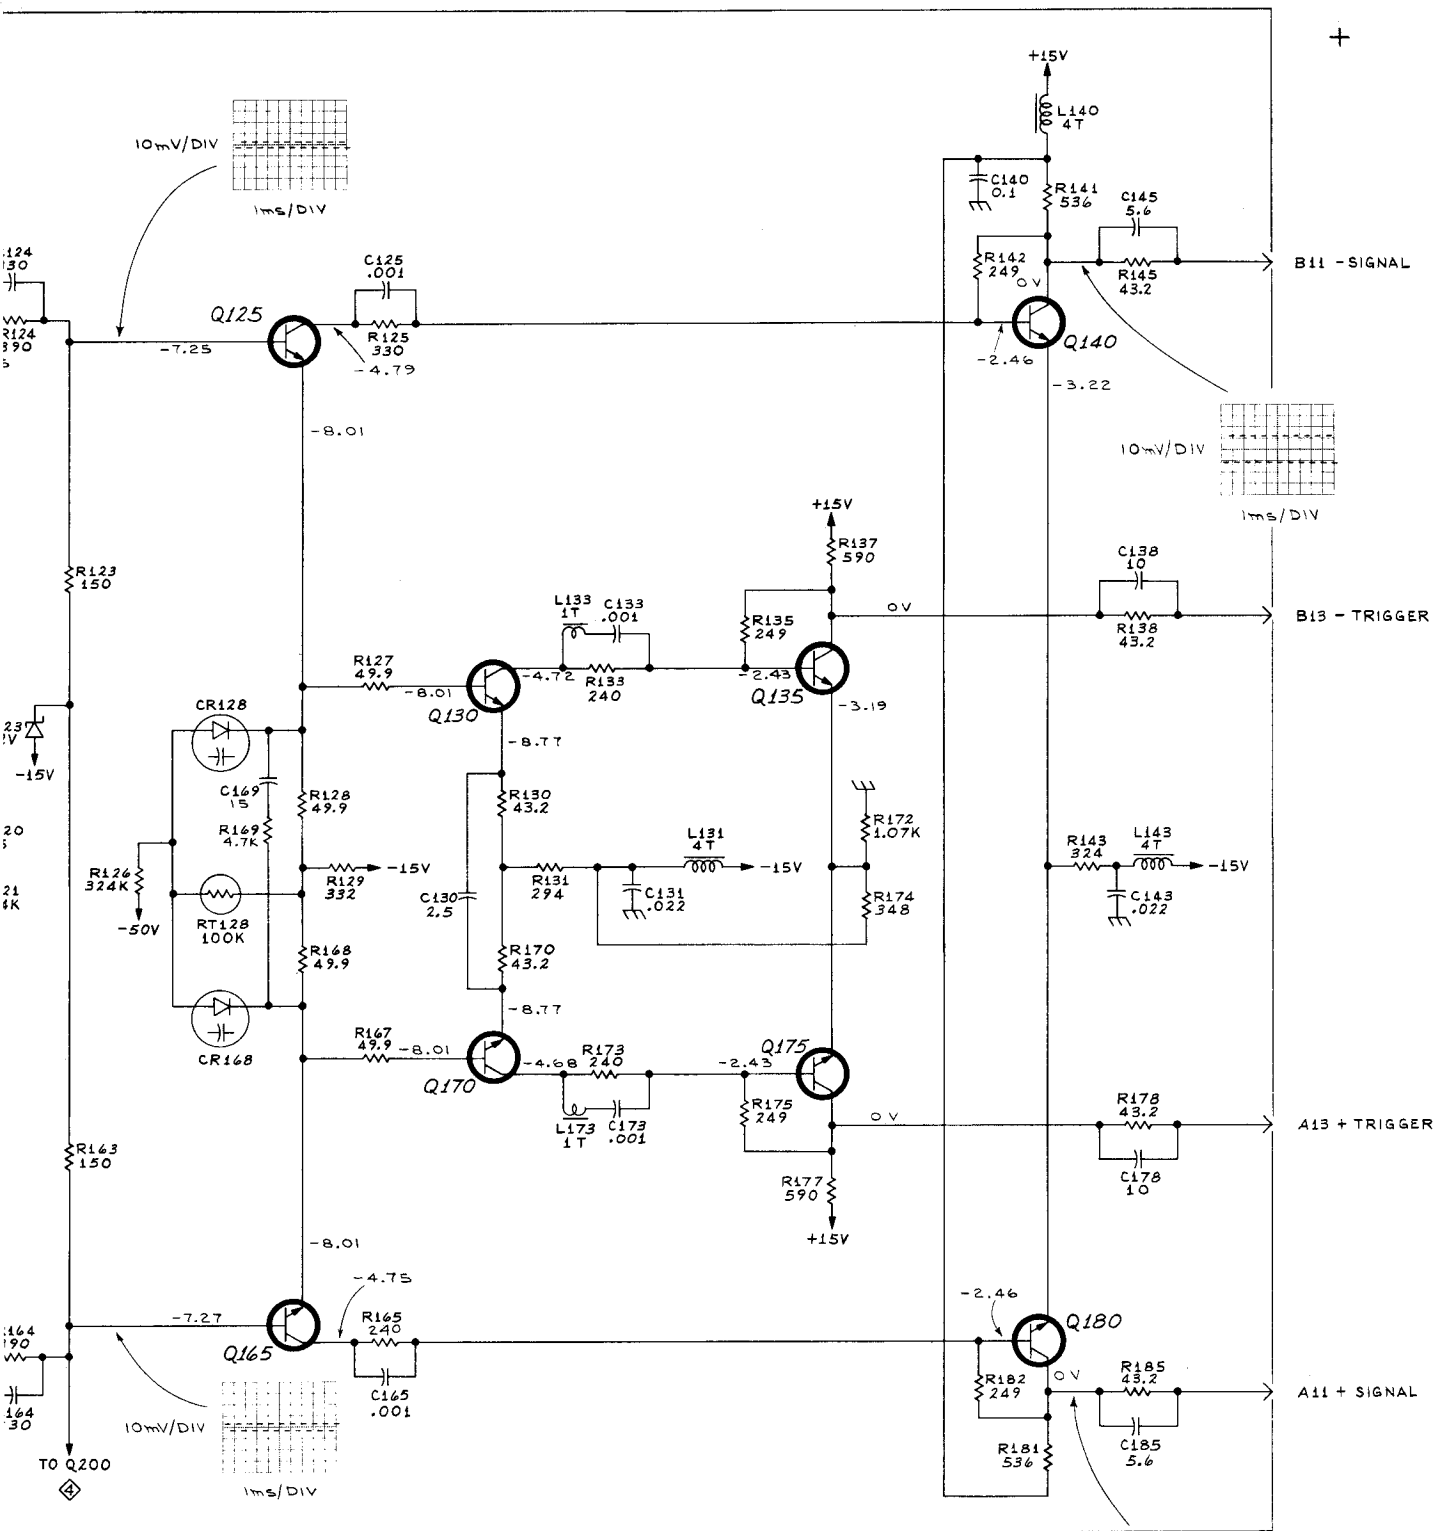 +
+15V
L140
4T
10mV/DIV
1ms/DIV
C140
0.1
R141
536
C145
5.6
R145
43.2
B11 - SIGNAL
C125
.001
R142
249
0V
Q125
R125
330
-7.25
-4.79
-2.46
Q140
-3.22
-8.01
10mV/DIV
1ms/DIV
+15V
R137
590
C138
10
R123
150
L133
1T
C133
.001
R135
249
0V
R138
43.2
B13 - TRIGGER
R127
49.9
-8.01
Q130
-4.72
R133
240
-2.43
Q135
-3.19
CR128
-8.77
-15V
C169
15
R128
49.9
R130
43.2
R169
4.7K
R172
1.07K
L131
4T
-15V
R143
324
L143
4T
-15V
R126
324K
R129
332
-15V
R131
294
C131
.022
R174
348
C143
.022
C130
2.5
-50V
RT128
100K
R168
49.9
R170
43.2
-8.77
CR168
R167
49.9
-8.01
Q170
-4.68
R173
240
-2.43
Q175
L173
1T
C173
.001
R175
249
0V
R178
43.2
A13 + TRIGGER
C178
10
R163
150
R177
590
+15V
-8.01
-4.75
-7.27
R165
240
-2.46
Q180
Q165
C165
.001
R182
249
0V
R185
43.2
A11 + SIGNAL
C185
5.6
R181
536
10mV/DIV
1ms/DIV
TO Q200
4